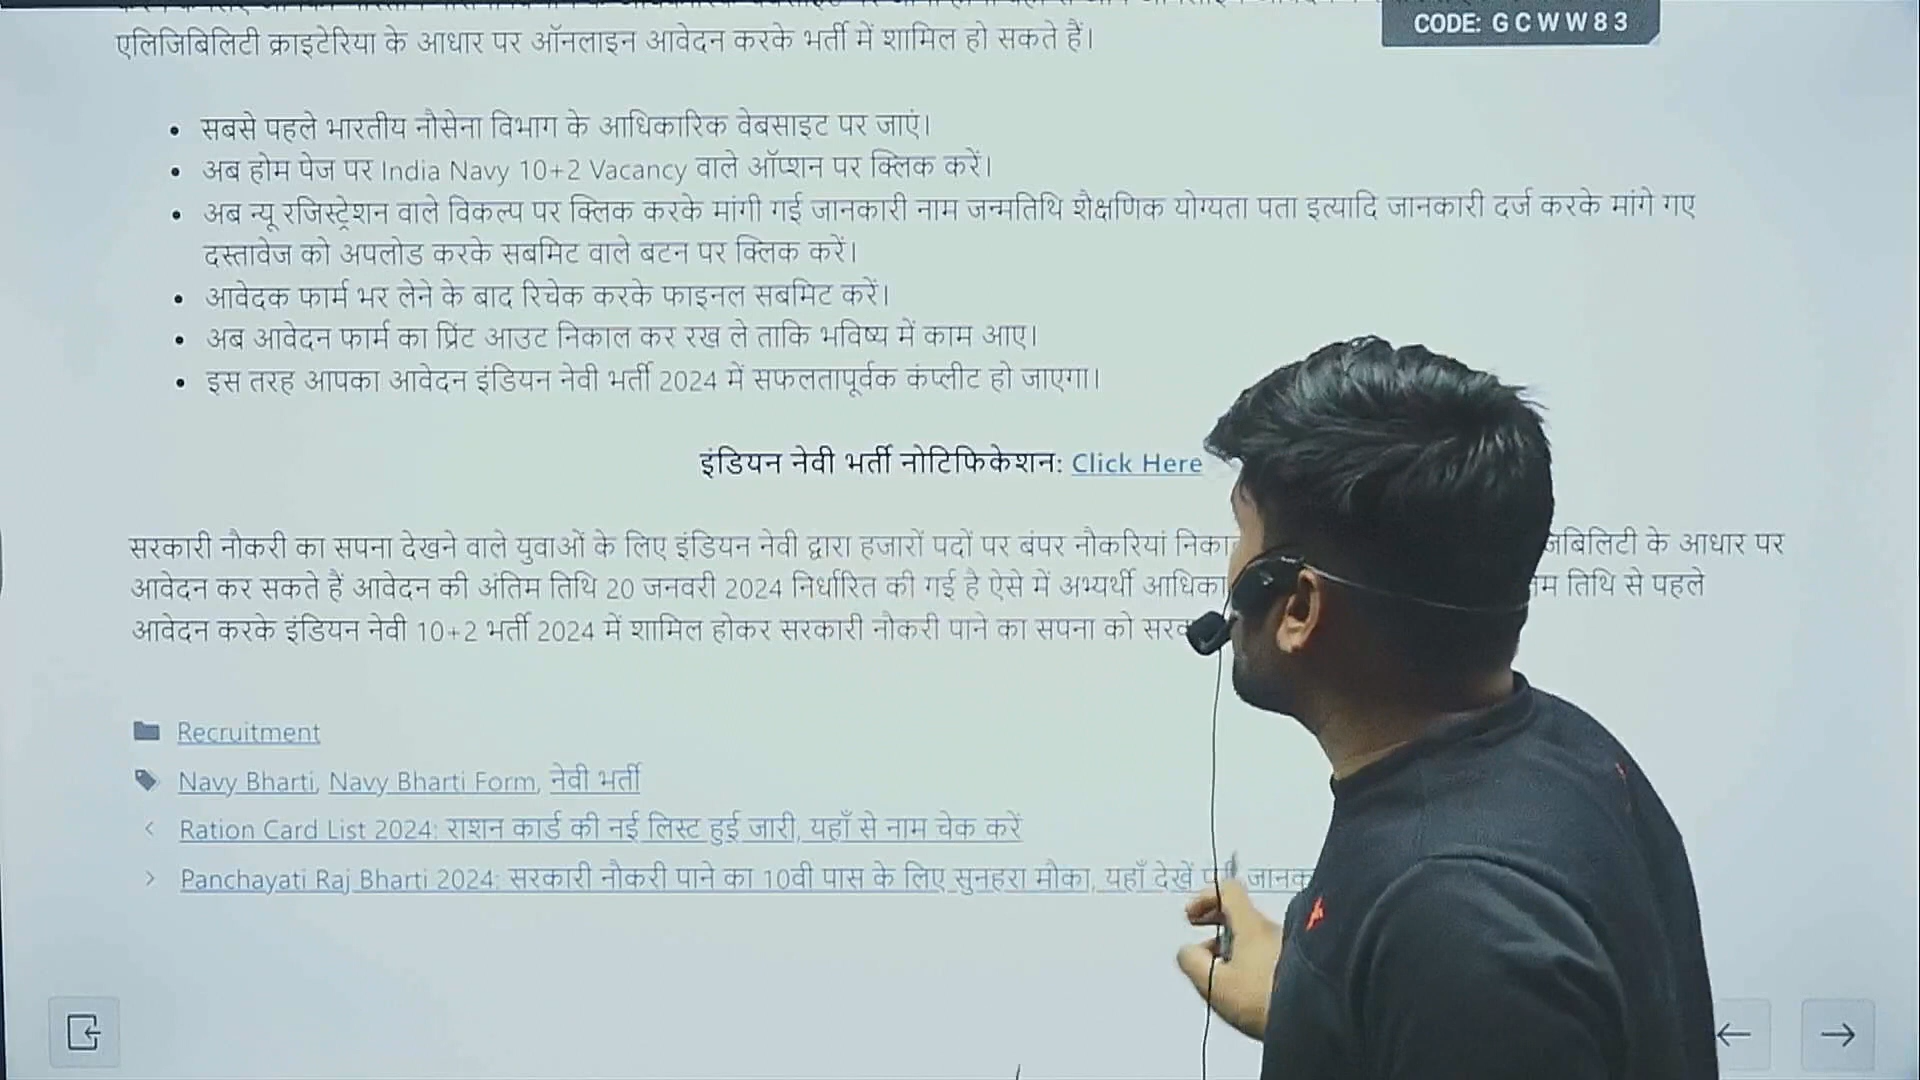 CODE: G C W W 8 3
एलिजिबिलिटी क्राइटेरिया के आधार पर ऑनलाइन आवेदन करके भर्ती में शामिल हो सकते हैं।
• सबसे पहले भारतीय नौसेना विभाग के आधिकारिक वेबसाइट पर जाएं।
• अब होम पेज पर India Navy 10+2 Vacancy वाले ऑप्शन पर क्लिक करें।
• अब न्यू रजिस्ट्रेशन वाले विकल्प पर क्लिक करके मांगी गई जानकारी नाम जन्मतिथि शैक्षणिक योग्यता पता इत्यादि जानकारी दर्ज करके मांगे गए
दस्तावेज को अपलोड करके सबमिट वाले बटन पर क्लिक करें।
• आवेदक फार्म भर लेने के बाद रिचेक करके फाइनल सबमिट करें।
• अब आवेदन फार्म का प्रिंट आउट निकाल कर रख ले ताकि भविष्य में काम आए।
• इस तरह आपका आवेदन इंडियन नेवी भर्ती 2024 में सफलतापूर्वक कंप्लीट हो जाएगा।
इंडियन नेवी भर्ती नोटिफिकेशन: Click Here
सरकारी नौकरी का सपना देखने वाले युवाओं के लिए इंडियन नेवी द्वारा हजारों पदों पर बंपर नौकरियां के आधार पर
आवेदन कर सकते हैं आवेदन की अंतिम तिथि 20 जनवरी 2024 निर्धारित की गई है ऐसे में अभ्यर्थी तिथि से पहले
आवेदन करके इंडियन नेवी 10+2 भर्ती 2024 में शामिल होकर सरकारी नौकरी पाने का सपना को
Recruitment
Navy Bharti, Navy Bharti Form, नेवी भर्ती
< Ration Card List 2024: राशन कार्ड की नई लिस्ट हुई जारी, यहाँ से नाम चेक करें
> Panchayati Raj Bharti 2024: सरकारी नौकरी पाने का 10वी पास के लिए सुनहरा मौका, यहाँ देखें